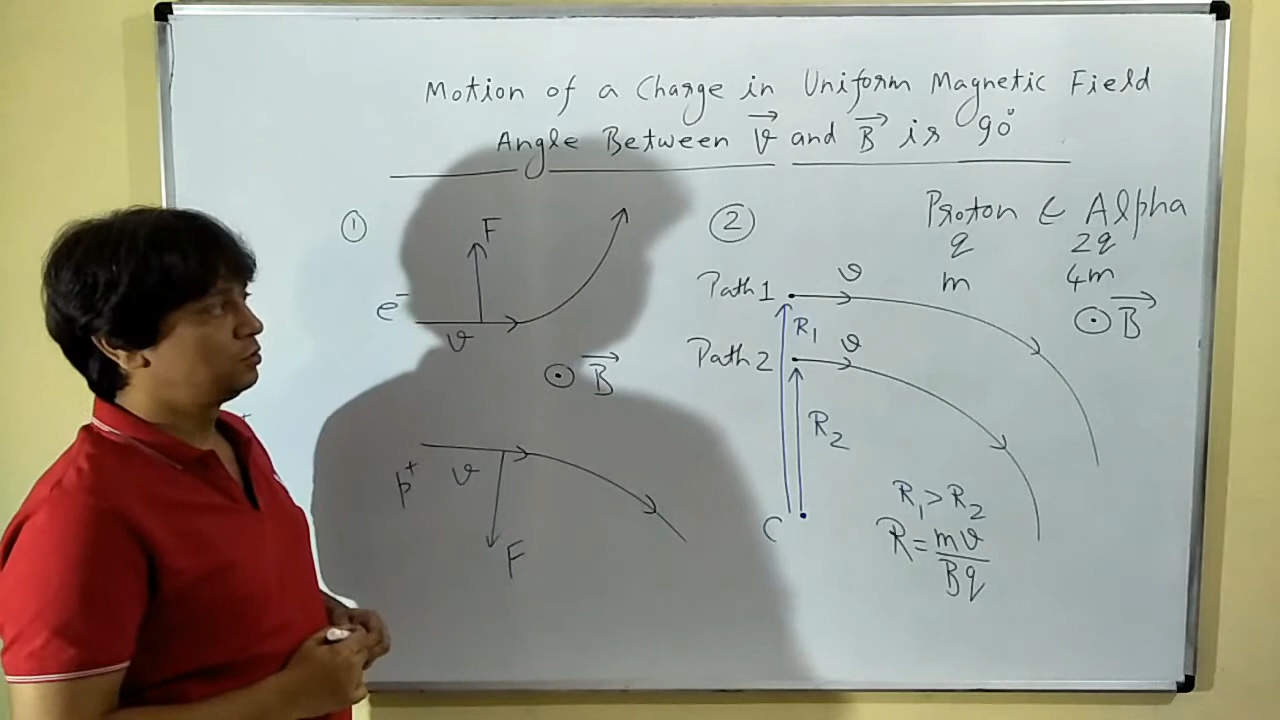 Motion of a Charge in Uniform Magnetic Field
Angle Between v⃗ and B⃗ is 90°
①
F
e⁻
v
⊙ B⃗
p⁺
v
F
②
Proton & Alpha
q 2q
m 4m
⊙ B⃗
Path 1
v
R₁
Path 2
v
R₂
C
R₁ > R₂
R = mv
Bq